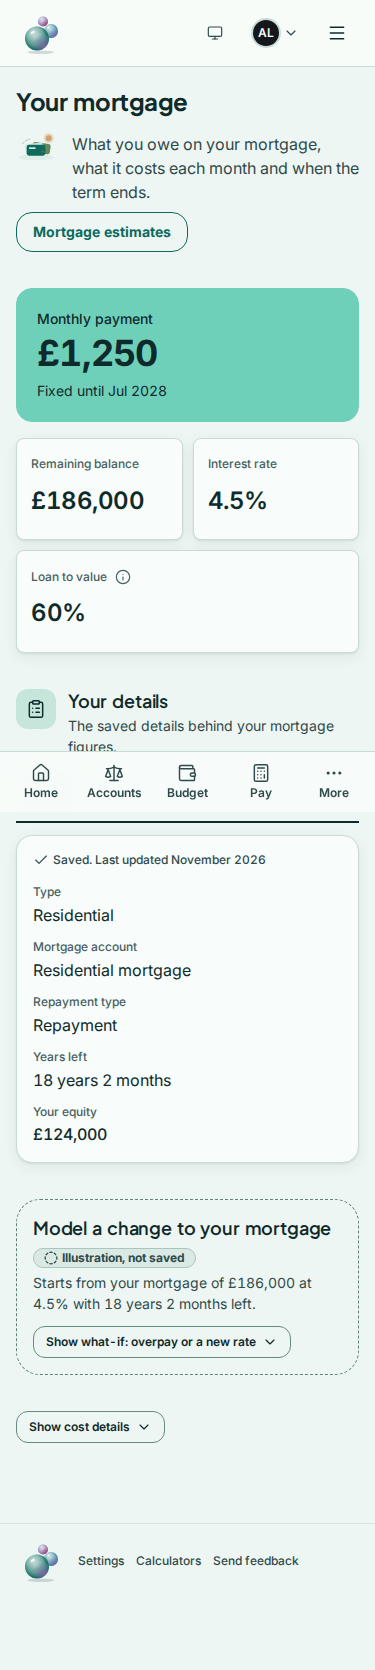 AL
Your mortgage
What you owe on your mortgage,
what it costs each month and when the
term ends.
Mortgage estimates
Monthly payment
£1,250
Fixed until Jul 2028
Remaining balance
£186,000
Interest rate
4.5%
Loan to value
60%
Your details
The saved details behind your mortgage
figures.
Home
Accounts
Budget
Pay
More
Saved. Last updated November 2026
Type
Residential
Mortgage account
Residential mortgage
Repayment type
Repayment
Years left
18 years 2 months
Your equity
£124,000
Model a change to your mortgage
Illustration, not saved
Starts from your mortgage of £186,000 at
4.5% with 18 years 2 months left.
Show what-if: overpay or a new rate
Show cost details
Settings
Calculators
Send feedback